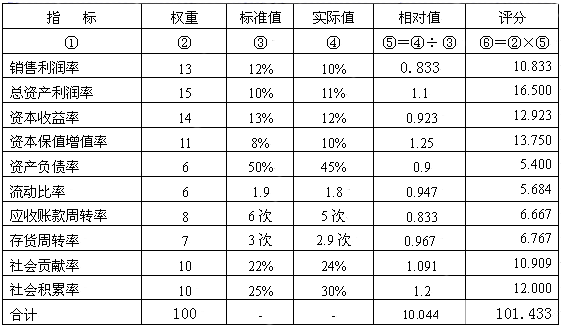 指 标 权重 标准值 实际值 相对值 评分
① ② ③ ④ ⑤＝④÷③ ⑥＝②×⑤
销售利润率 13 12% 10% 0.833 10.833
总资产利润率 15 10% 11% 1.1 16.500
资本收益率 14 13% 12% 0.923 12.923
资本保值增值率 11 8% 10% 1.25 13.750
资产负债率 6 50% 45% 0.9 5.400
流动比率 6 1.9 1.8 0.947 5.684
应收账款周转率 8 6次 5次 0.833 6.667
存货周转率 7 3次 2.9次 0.967 6.767
社会贡献率 10 22% 24% 1.091 10.909
社会积累率 10 25% 30% 1.2 12.000
合计 100 - - 10.044 101.433